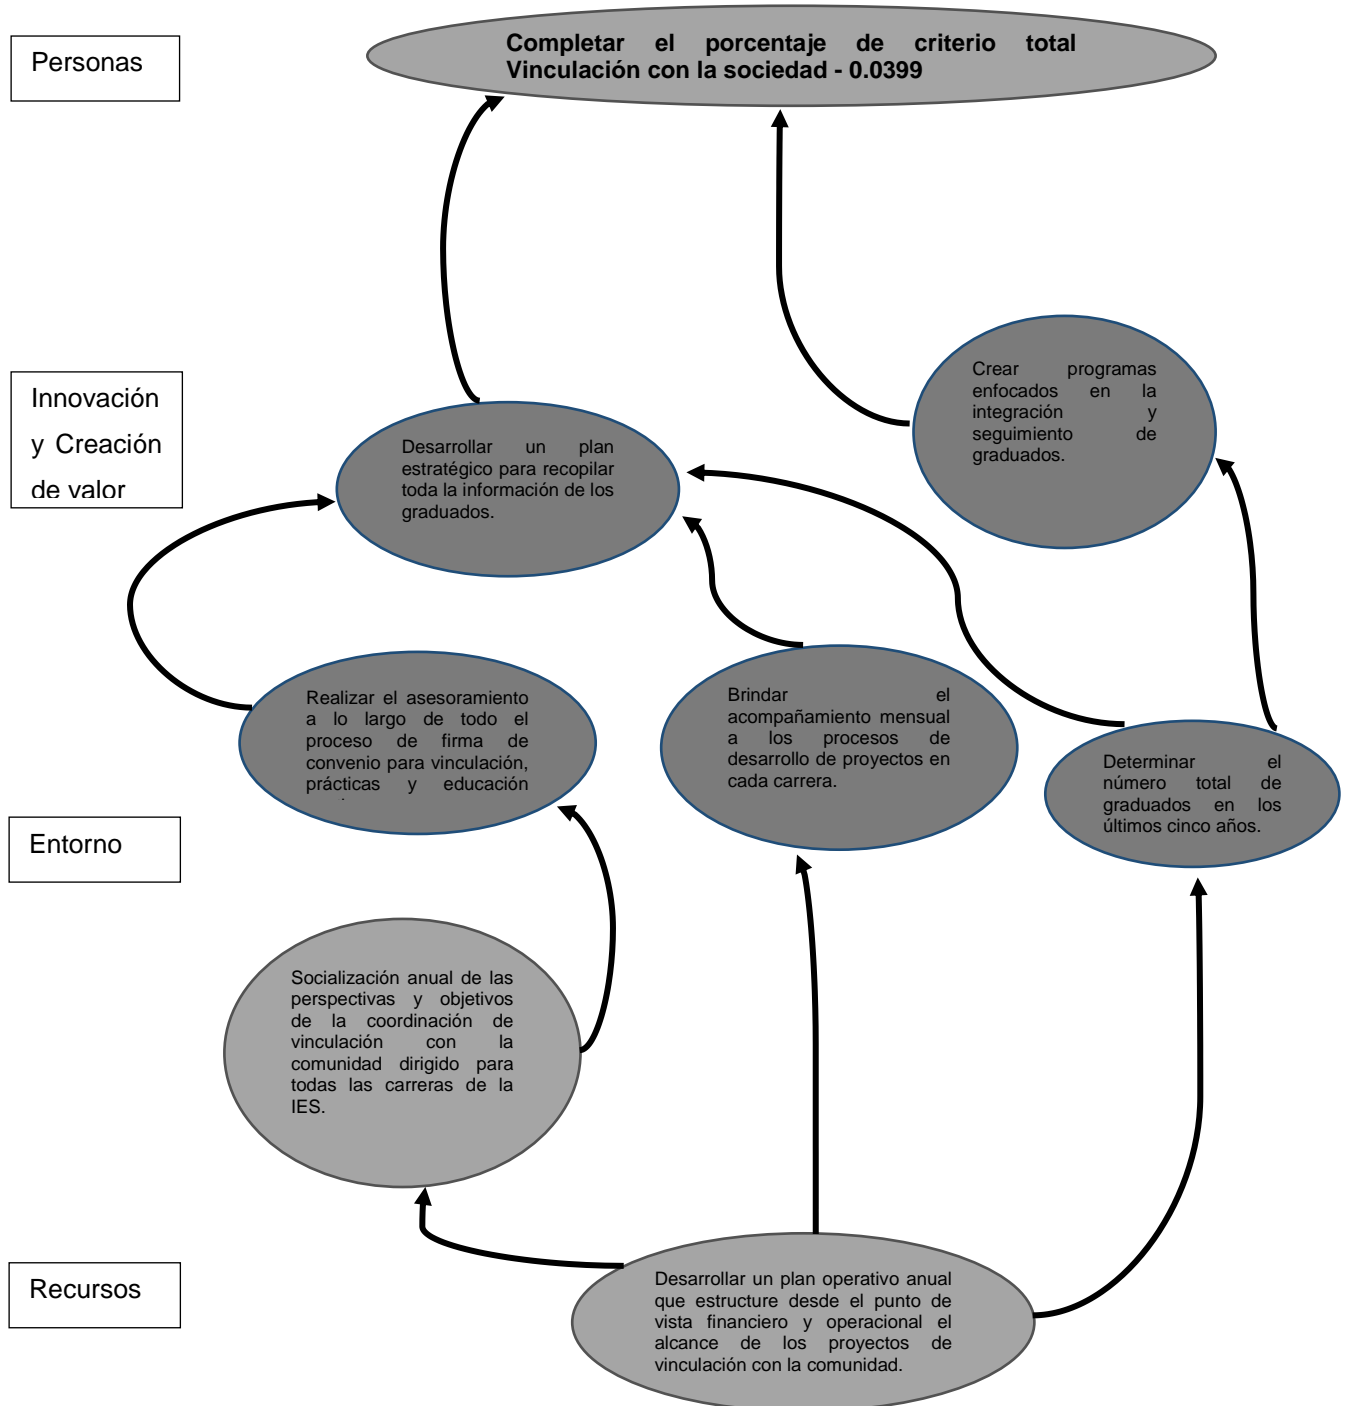 Personas
Completar el porcentaje de criterio total
Vinculación con la sociedad - 0.0399
Innovación
y Creación
de valor
Crear programas
enfocados en la
integración y
seguimiento de
graduados.
Desarrollar un plan
estratégico para recopilar
toda la información de los
graduados.
Realizar el asesoramiento
a lo largo de todo el
proceso de firma de
convenio para vinculación,
prácticas y educación
Brindar el
acompañamiento mensual
a los procesos de
desarrollo de proyectos en
cada carrera.
Determinar el
número total de
graduados en los
últimos cinco años.
Entorno
Socialización anual de las
perspectivas y objetivos
de la coordinación de
vinculación con la
comunidad dirigido para
todas las carreras de la
IES.
Recursos
Desarrollar un plan operativo anual
que estructure desde el punto de
vista financiero y operacional el
alcance de los proyectos de
vinculación con la comunidad.